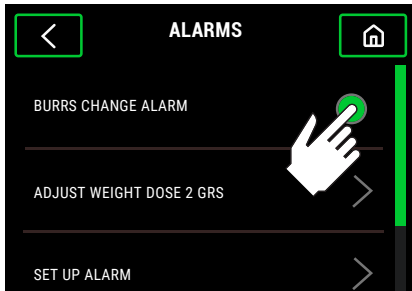 ALARMS
BURRS CHANGE ALARM
ADJUST WEIGHT DOSE 2 GRS
SET UP ALARM